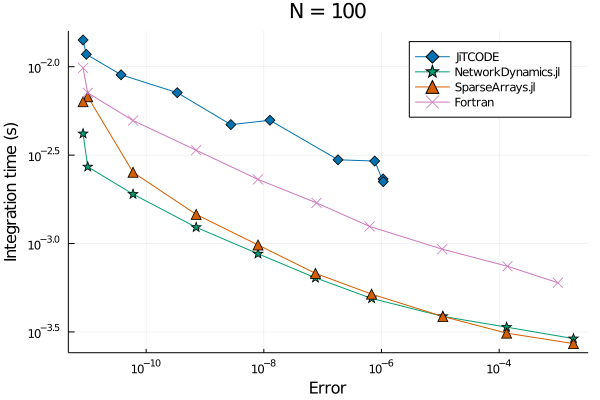 N = 100
JiTCODE
NetworkDynamics.jl
SparseArrays.jl
Fortran
Integration time (s)
10⁻²·⁰
10⁻²·⁵
10⁻³·⁰
10⁻³·⁵
10⁻¹⁰ 10⁻⁸ 10⁻⁶ 10⁻⁴
Error